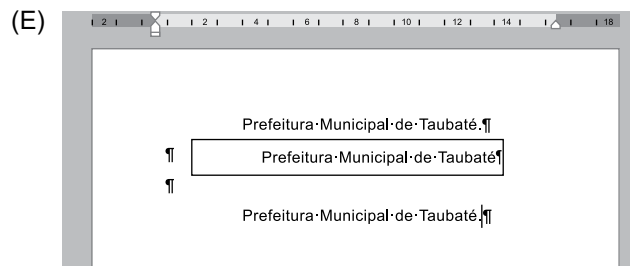 (E)
2 2 4 6 8 10 12 14 18
Prefeitura·Municipal·de·Taubaté.¶
¶ Prefeitura·Municipal·de·Taubaté¶
¶
Prefeitura·Municipal·de·Taubaté.¶